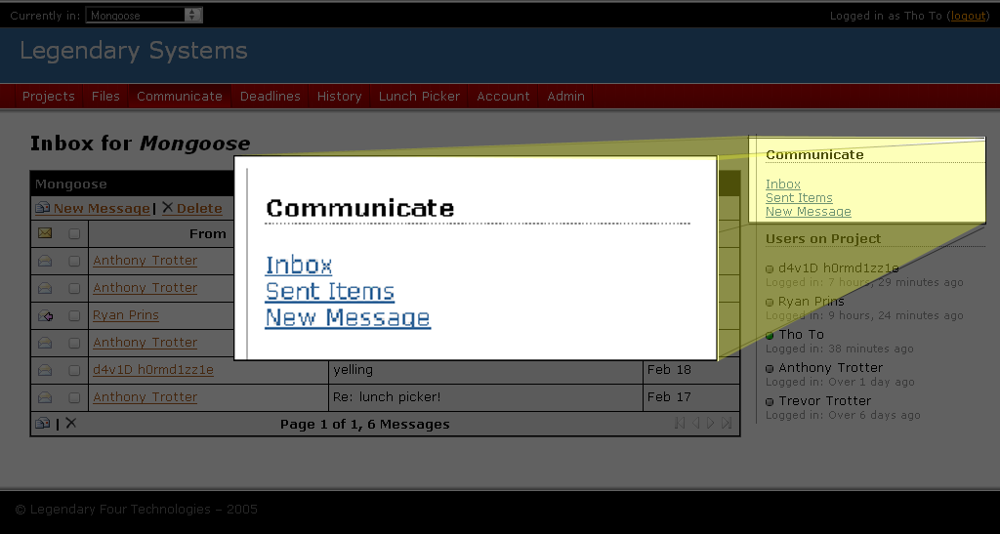 Currently in: Mongoose
Logged in as Tho To (logout)
Legendary Systems
Projects Files Communicate Deadlines History Lunch Picker Account Admin
Inbox for Mongoose
Mongoose
New Message | Delete
From
Anthony Trotter
Anthony Trotter
Ryan Prins
Anthony Trotter
d4v1D h0rmd1zz1e yelling Feb 18
Anthony Trotter Re: lunch picker! Feb 17
| Page 1 of 1, 6 Messages
Communicate
Inbox
Sent Items
New Message
Communicate
Inbox
Sent Items
New Message
Users on Project
d4v1D h0rmd1zz1e
Logged in: 7 hours, 29 minutes ago
Ryan Prins
Logged in: 9 hours, 24 minutes ago
Tho To
Logged in: 38 minutes ago
Anthony Trotter
Logged in: Over 1 day ago
Trevor Trotter
Logged in: Over 6 days ago
© Legendary Four Technologies – 2005